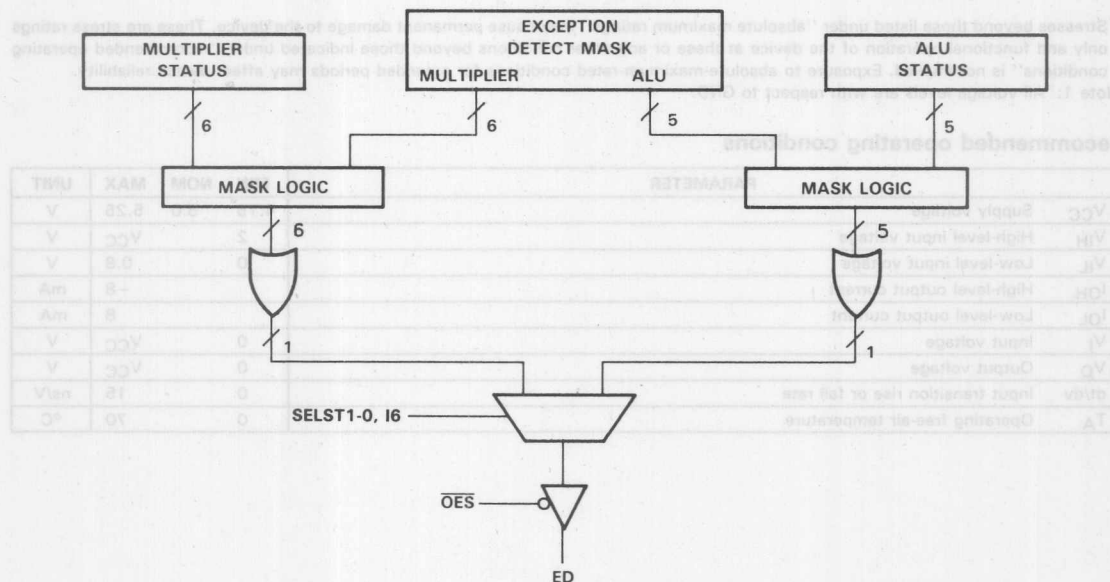 EXCEPTION
DETECT MASK
MULTIPLIER
STATUS
ALU
STATUS
MULTIPLIER
ALU
6
6
5
5
MASK LOGIC
MASK LOGIC
6
5
1
1
SELST1-0, I6
OES
ED